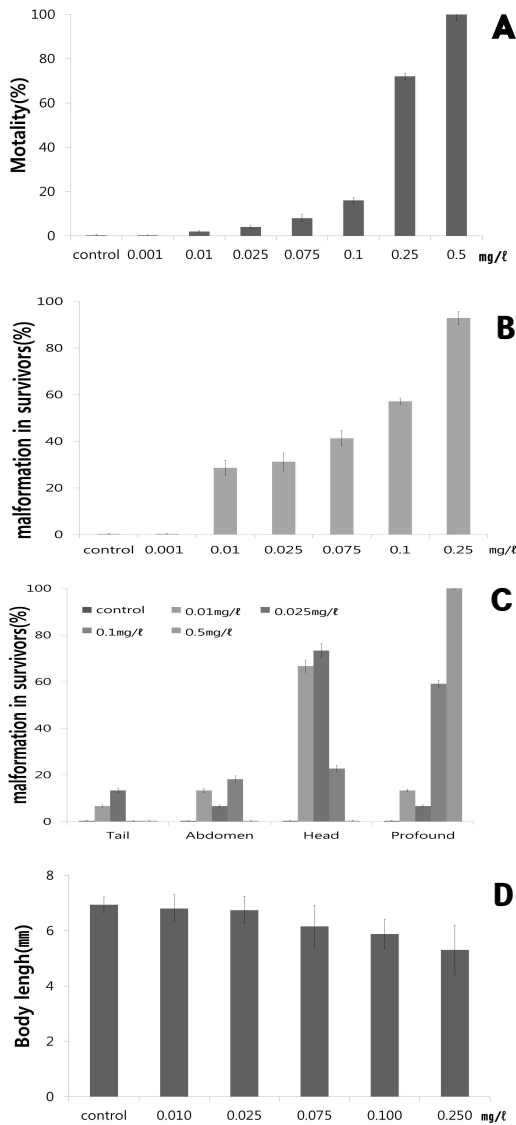 A
Motality(%)
100
80
60
40
20
0
control 0.001 0.01 0.025 0.075 0.1 0.25 0.5 mg/ℓ
B
malformation in survivors(%)
100
80
60
40
20
0
control 0.001 0.01 0.025 0.075 0.1 0.25 mg/ℓ
C
malformation in survivors(%)
100
80
60
40
20
0
control 0.01mg/ℓ 0.025mg/ℓ
0.1mg/ℓ 0.5mg/ℓ
Tail Abdomen Head Profound
D
Body lengh(mm)
8
6
4
2
0
control 0.010 0.025 0.075 0.100 0.250 mg/ℓ